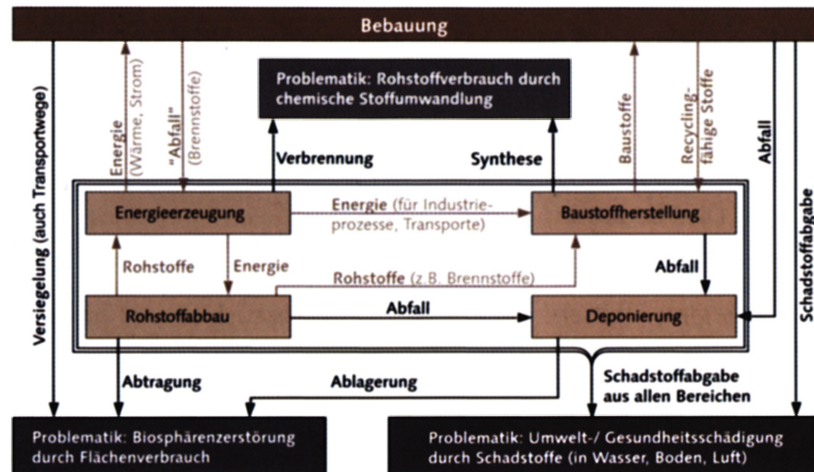 Bebauung
Versiegelung (auch Transportwege)
Energie
(Wärme, Strom)
"Abfall"
(Brennstoffe)
Problematik: Rohstoffverbrauch durch
chemische Stoffumwandlung
Baustoffe
Recycling-
fähige Stoffe
Abfall
Schadstoffabgabe
Verbrennung
Synthese
Energieerzeugung
Energie (für Industrie-
prozesse, Transporte)
Baustoffherstellung
Rohstoffe
Energie
Rohstoffe (z.B. Brennstoffe)
Abfall
Rohstoffabbau
Abfall
Deponierung
Abtragung
Ablagerung
Schadstoffabgabe
aus allen Bereichen
Problematik: Biosphärenzerstörung
durch Flächenverbrauch
Problematik: Umwelt-/ Gesundheitsschädigung
durch Schadstoffe (in Wasser, Boden, Luft)